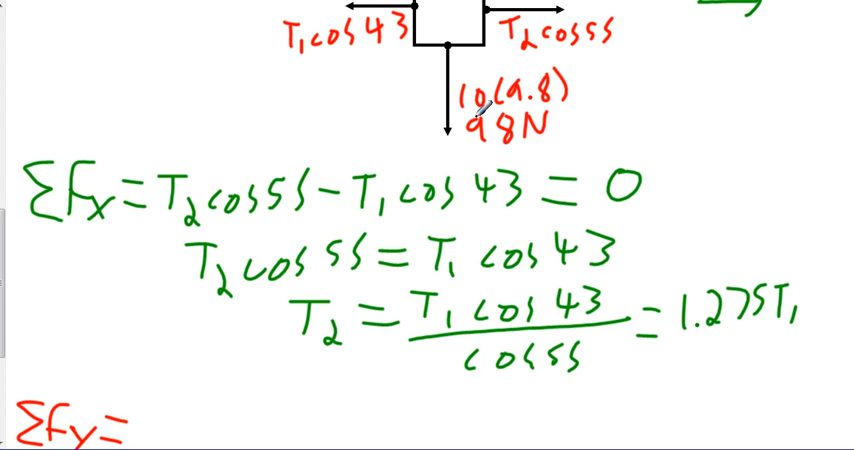 T₁cos43 T₂cos55
10(9.8)
98N
ΣFx = T₂cos55 - T₁cos43 = 0
T₂cos55 = T₁cos43
T₂ = T₁cos43/cos55 = 1.275T₁
ΣFy =